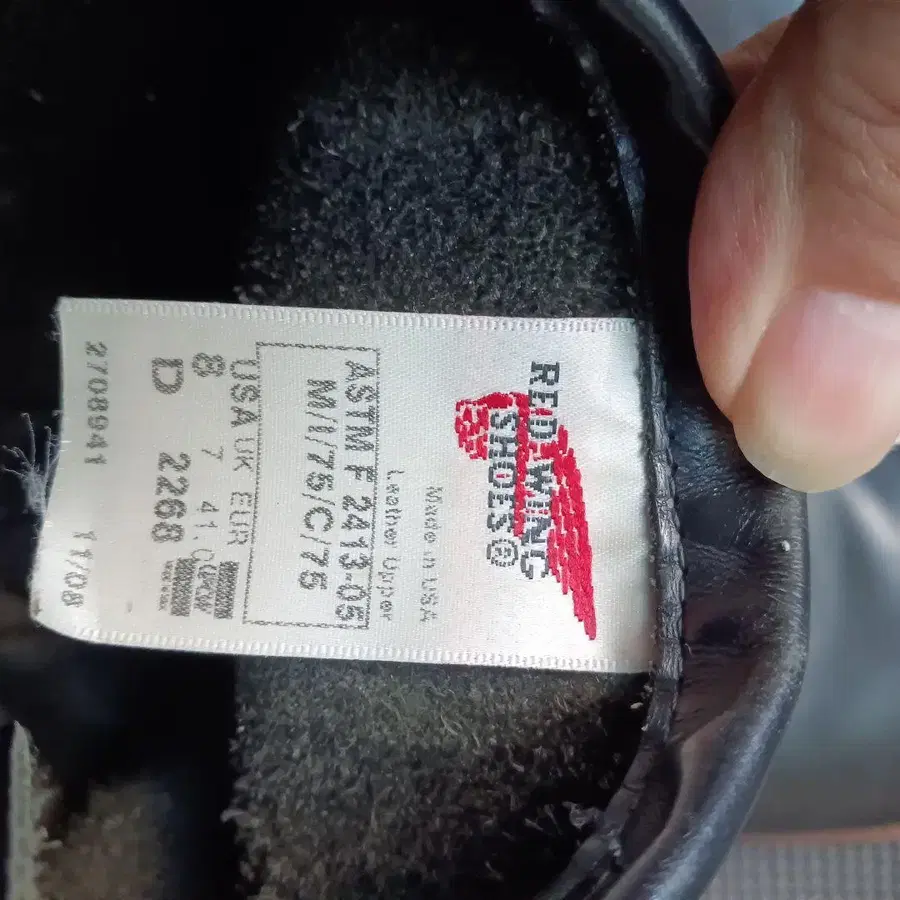 RED WING
SHOES®
Made in USA
Leather Upper
ASTM F 2413-05
M/I/75/C/75
USA UK EUR
8 7 41.0
D 2268
2708941 11/08